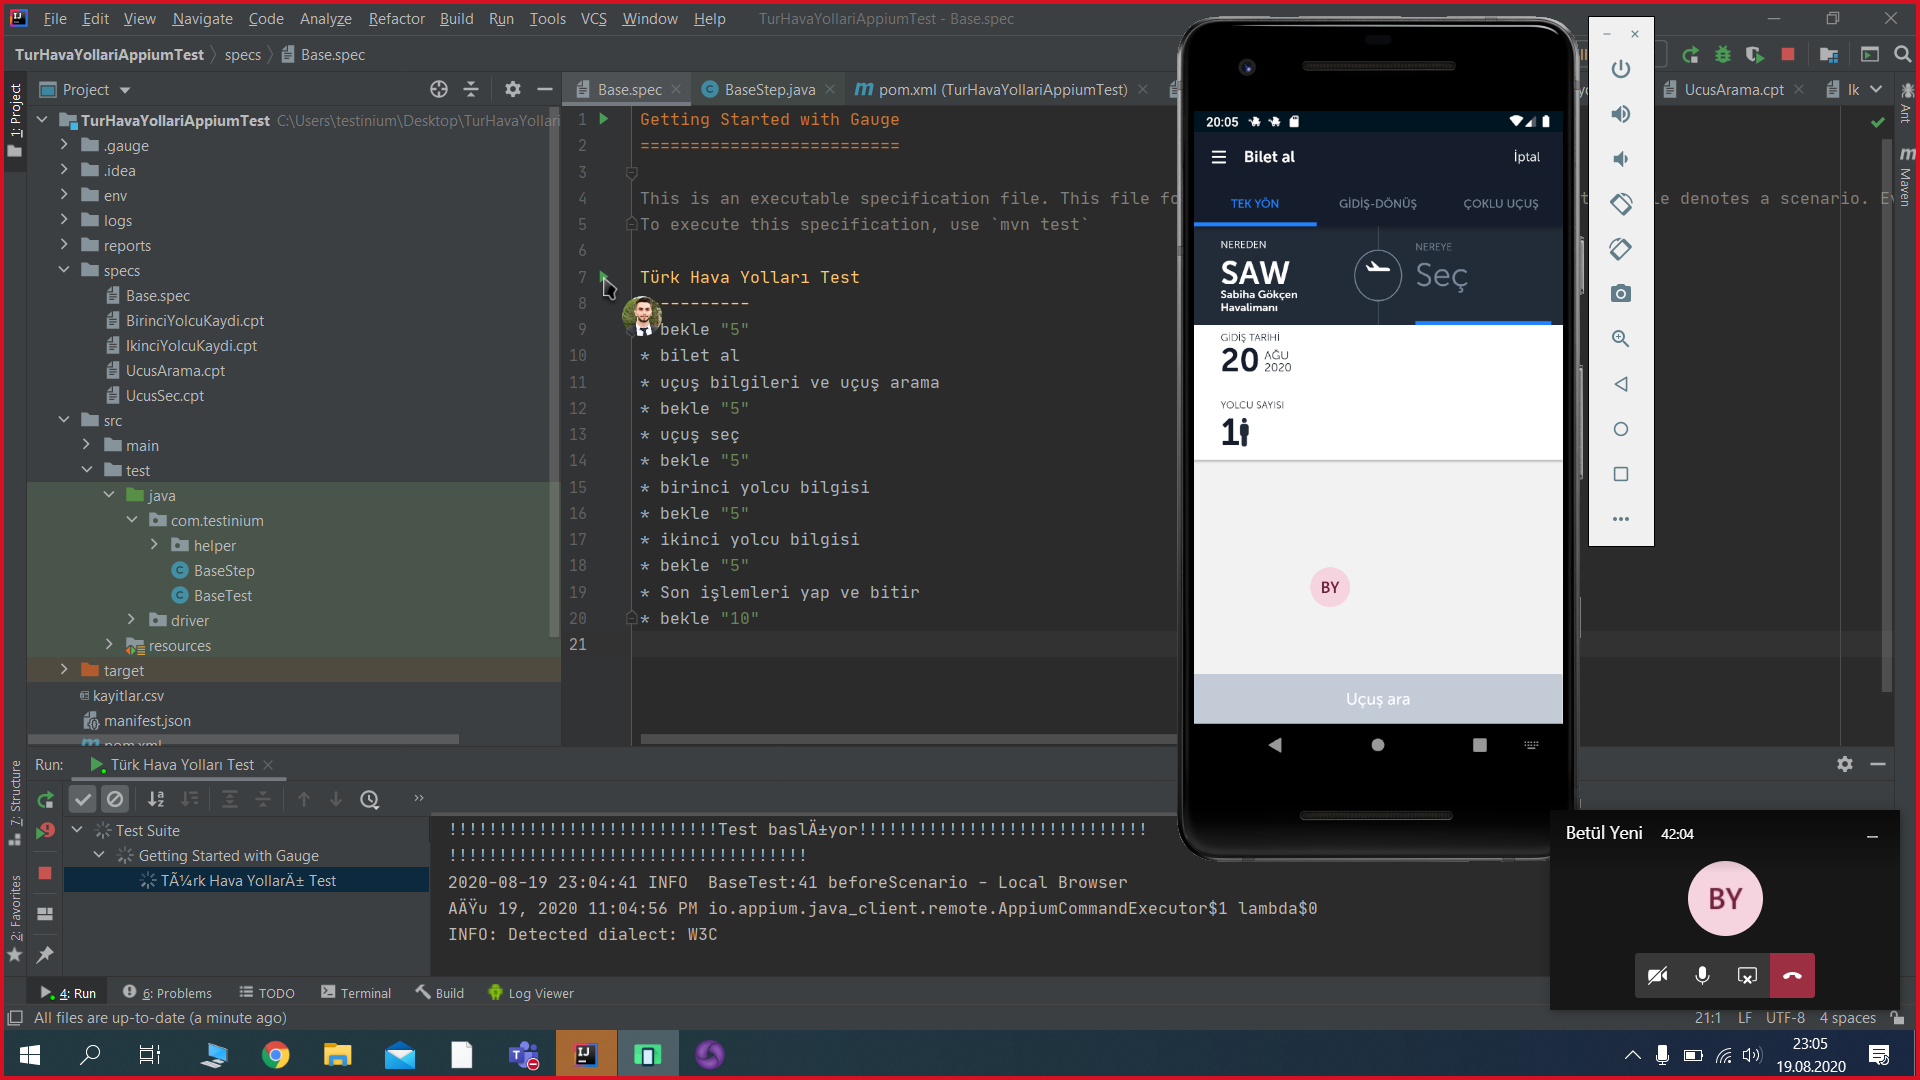 File Edit View Navigate Code Analyze Refactor Build Run Tools VCS Window Help TurHavaYollariAppiumTest - Base.spec
TurHavaYollariAppiumTest specs Base.spec
1: Project
Project
Base.spec
BaseStep.java
pom.xml (TurHavaYollariAppiumTest)
UcusArama.cpt
Ik
Ant
Maven
TurHavaYollariAppiumTest C:\Users\testinium\Desktop\TurHavaYollari
.gauge
.idea
env
logs
reports
specs
Base.spec
BirinciYolcuKaydi.cpt
IkinciYolcuKaydi.cpt
UcusArama.cpt
UcusSec.cpt
src
main
test
java
com.testinium
helper
BaseStep
BaseTest
driver
resources
target
kayitlar.csv
manifest.json
pom.xml
1 Getting Started with Gauge
2 ==========================
3
4 This is an executable specification file. This file fo
le denotes a scenario. E
5 To execute this specification, use `mvn test`
6
7 Türk Hava Yolları Test
8 ---------
9 bekle "5"
10 * bilet al
11 * uçuş bilgileri ve uçuş arama
12 * bekle "5"
13 * uçuş seç
14 * bekle "5"
15 * birinci yolcu bilgisi
16 * bekle "5"
17 * ikinci yolcu bilgisi
18 * bekle "5"
19 * Son işlemleri yap ve bitir
20 * bekle "10"
21
20:05
Bilet al İptal
TEK YÖN GİDİŞ-DÖNÜŞ ÇOKLU UÇUŞ
NEREDEN NEREYE
SAW Seç
Sabiha Gökçen
Havalimanı
GİDİŞ TARİHİ
20 AĞU
2020
YOLCU SAYISI
1
BY
Uçuş ara
Run: Türk Hava Yolları Test
Test Suite
Getting Started with Gauge
TÃ¼rk Hava YollarÄ± Test
!!!!!!!!!!!!!!!!!!!!!!!!!!!Test baslÄ±yor!!!!!!!!!!!!!!!!!!!!!!!!!!!!!
!!!!!!!!!!!!!!!!!!!!!!!!!!!!!!!!!!!!
2020-08-19 23:04:41 INFO  BaseTest:41 beforeScenario - Local Browser
AÄŸu 19, 2020 11:04:56 PM io.appium.java_client.remote.AppiumCommandExecutor$1 lambda$0
INFO: Detected dialect: W3C
7: Structure
2: Favorites
Betül Yeni 42:04
BY
4: Run 6: Problems TODO Terminal Build Log Viewer
All files are up-to-date (a minute ago)
21:1 LF UTF-8 4 spaces
23:05
19.08.2020